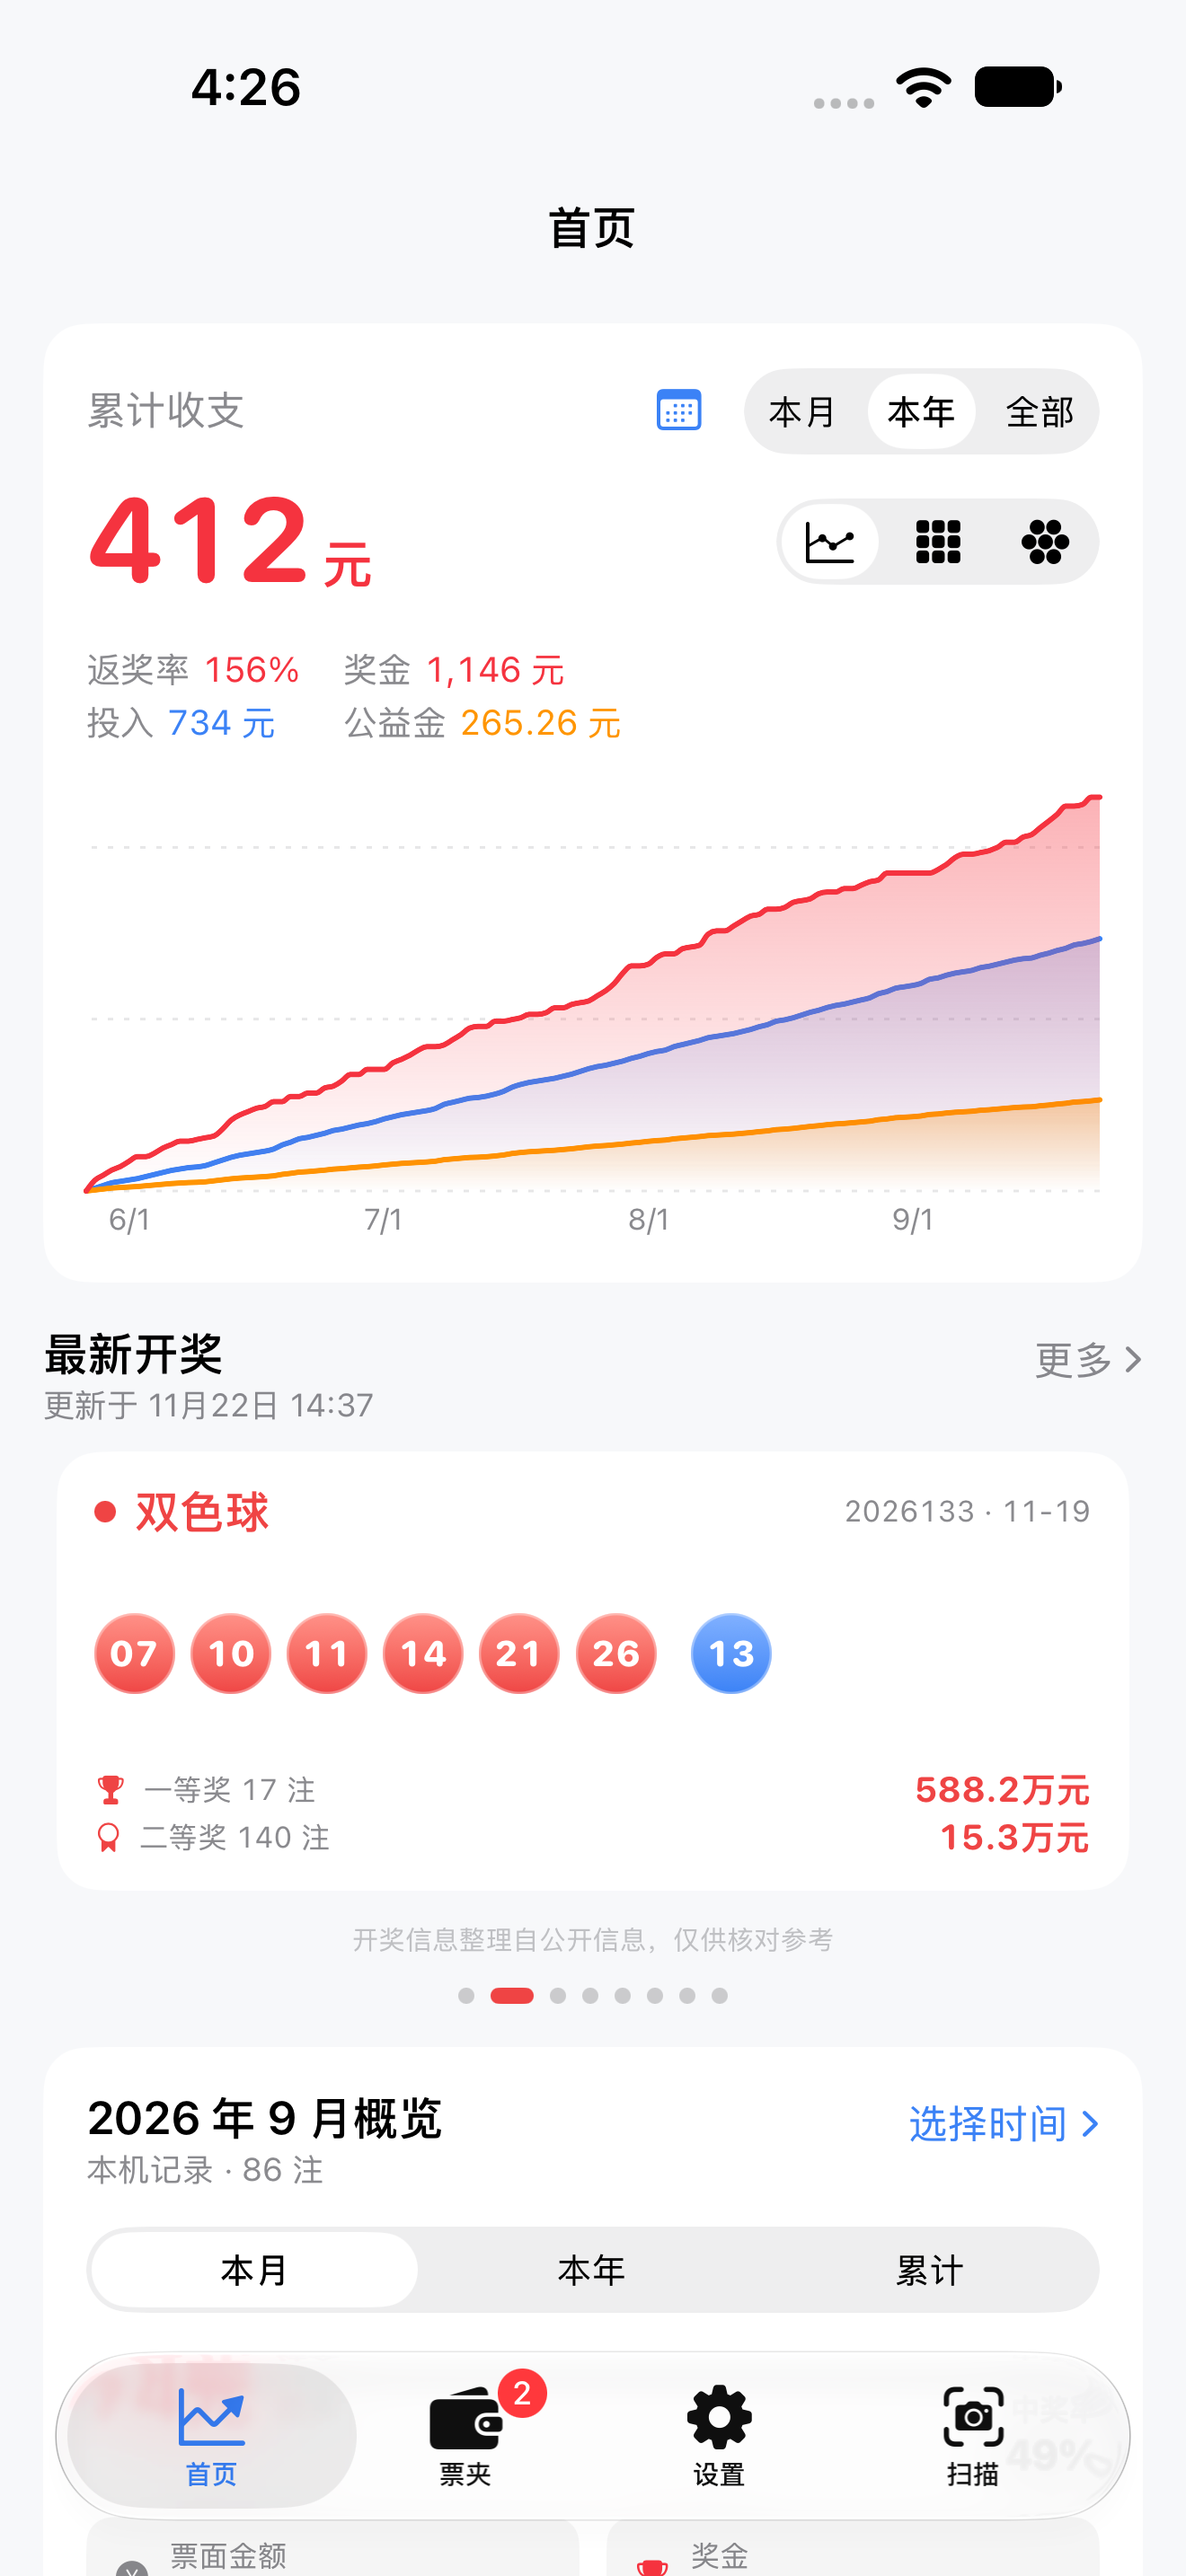 4:26
首页
累计收支
本月 本年 全部
412 元
返奖率 156% 奖金 1,146 元
投入 734 元 公益金 265.26 元
6/1 7/1 8/1 9/1
最新开奖
更多
更新于 11月22日 14:37
双色球
2026133 · 11-19
07 10 11 14 21 26 13
一等奖 17 注 588.2万元
二等奖 140 注 15.3万元
开奖信息整理自公开信息，仅供核对参考
2026 年 9 月概览
选择时间
本机记录 · 86 注
本月 本年 累计
中奖率
49%
2
首页 票夹 设置 扫描
票面金额 奖金